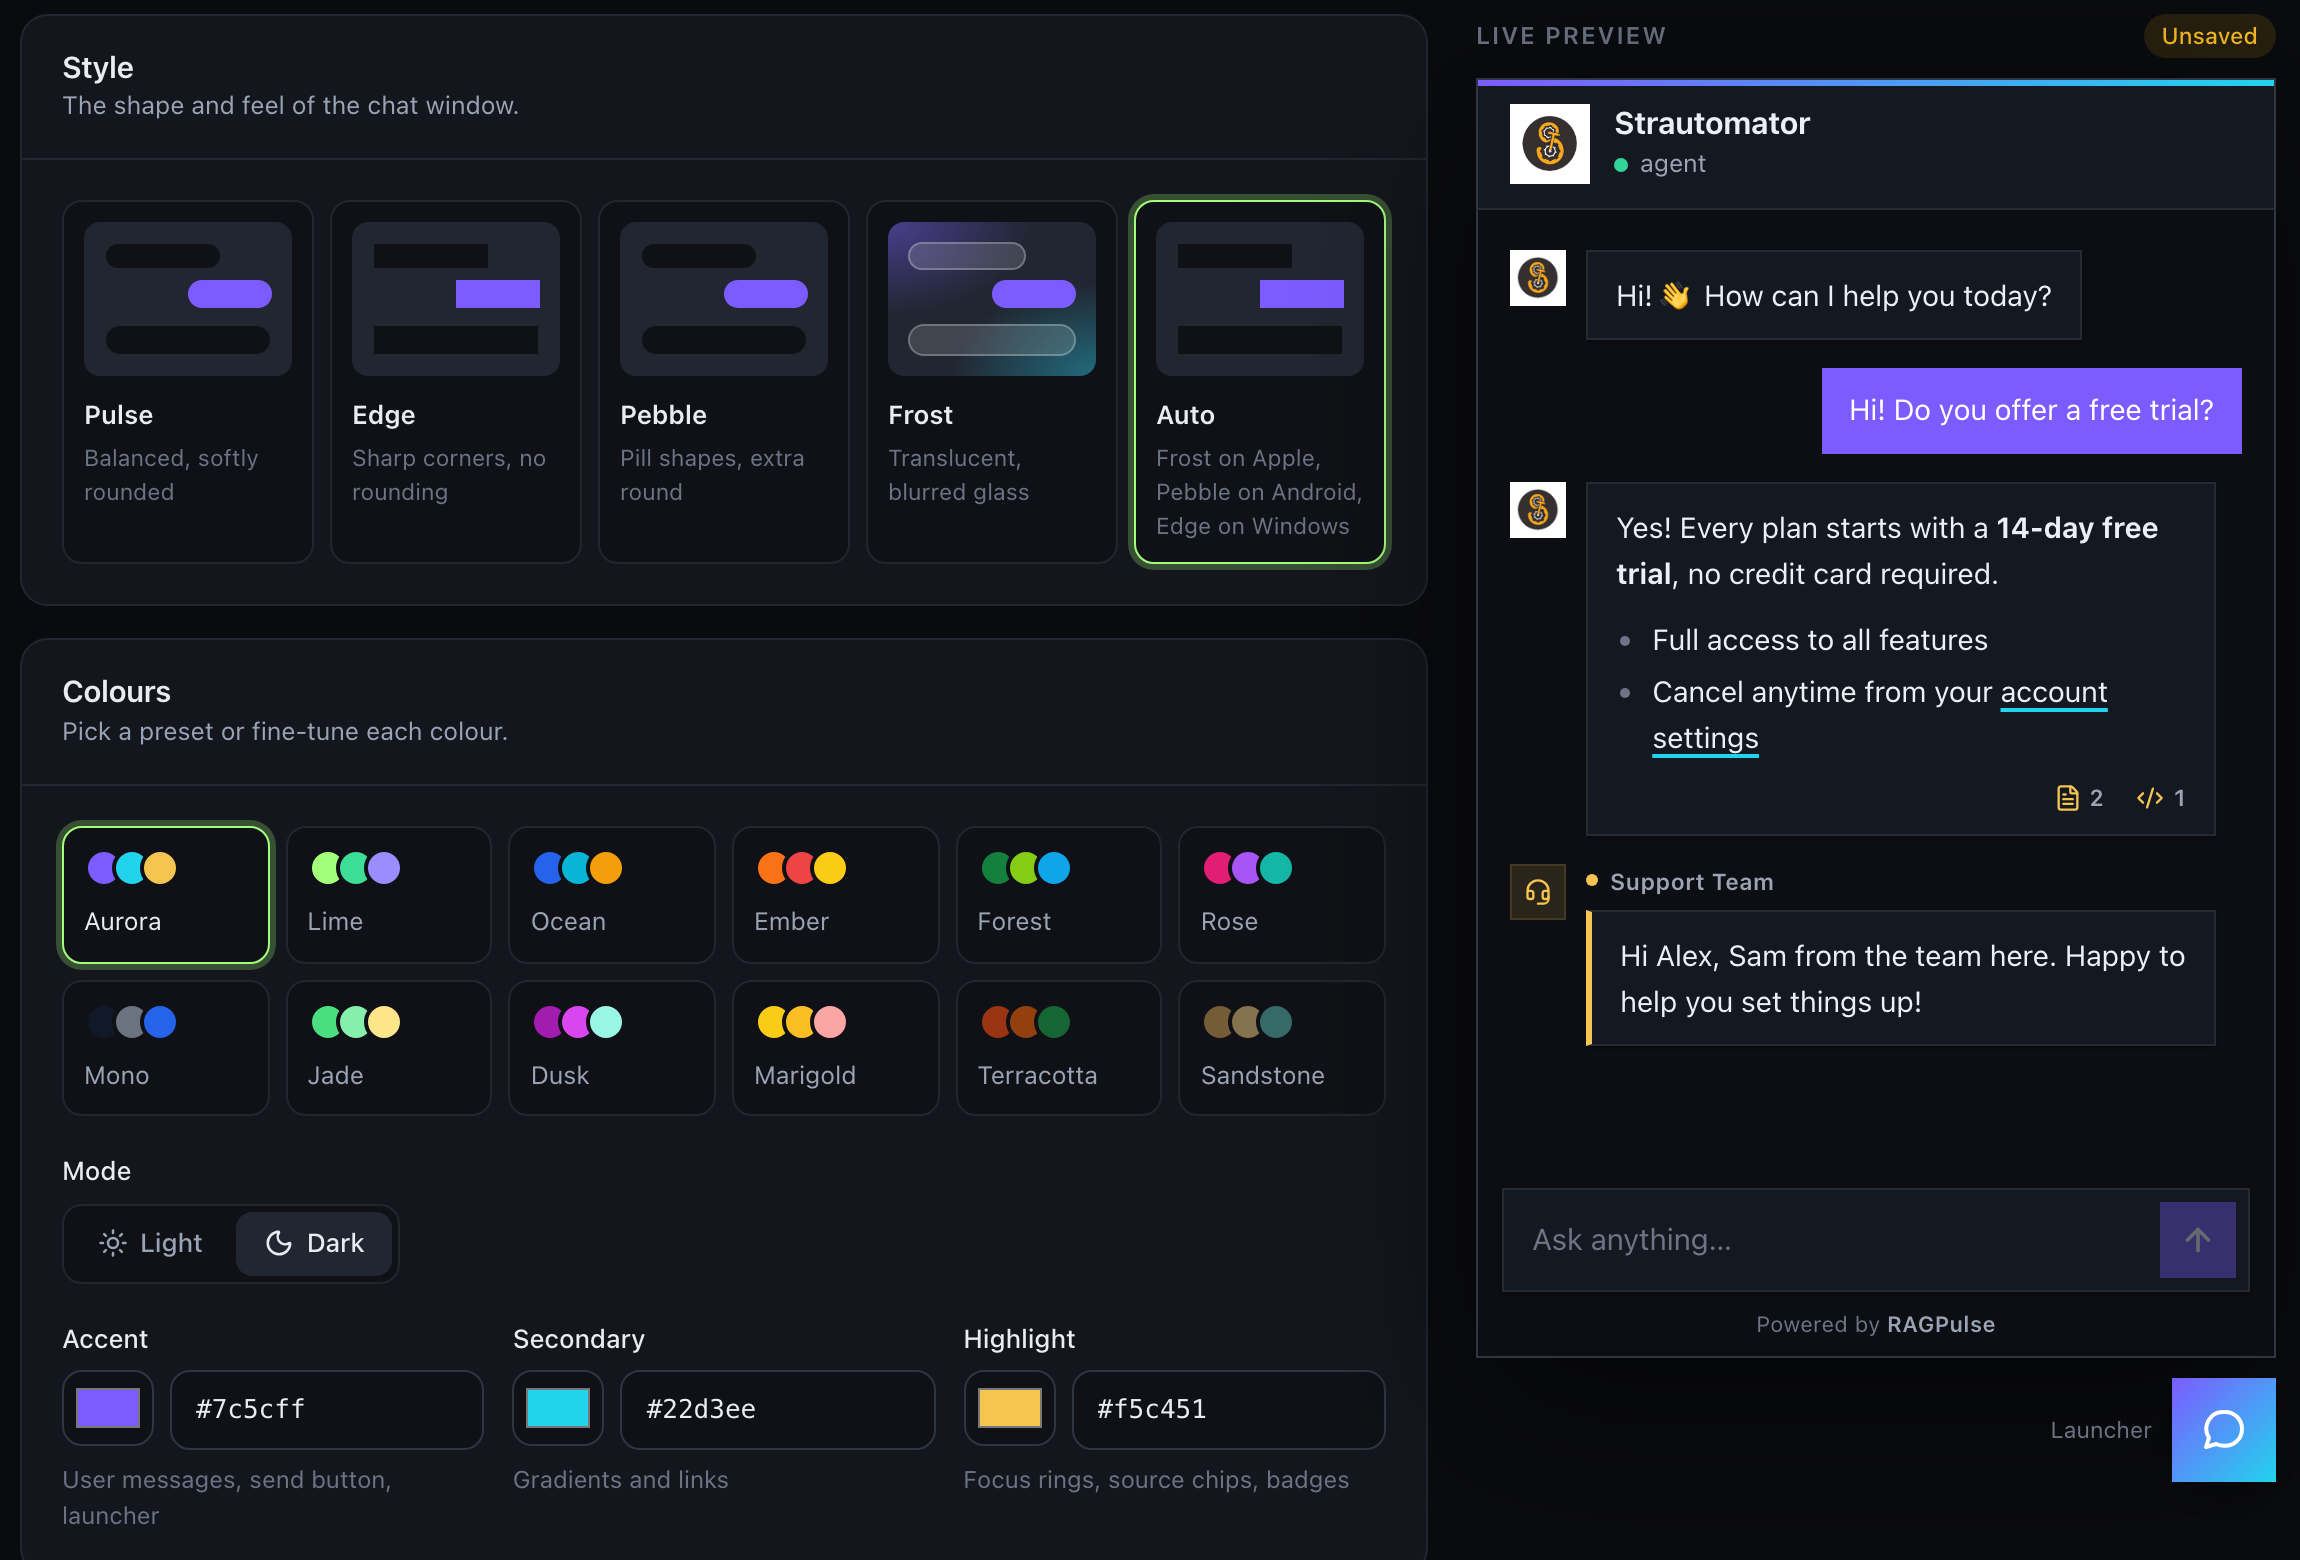 Style
The shape and feel of the chat window.
Pulse
Balanced, softly
rounded
Edge
Sharp corners, no
rounding
Pebble
Pill shapes, extra
round
Frost
Translucent,
blurred glass
Auto
Frost on Apple,
Pebble on Android,
Edge on Windows
Colours
Pick a preset or fine-tune each colour.
Aurora
Lime
Ocean
Ember
Forest
Rose
Mono
Jade
Dusk
Marigold
Terracotta
Sandstone
Mode
Light
Dark
Accent
#7c5cff
User messages, send button,
launcher
Secondary
#22d3ee
Gradients and links
Highlight
#f5c451
Focus rings, source chips, badges
LIVE PREVIEW
Unsaved
Strautomator
agent
Hi! 👋 How can I help you today?
Hi! Do you offer a free trial?
Yes! Every plan starts with a 14-day free
trial, no credit card required.
Full access to all features
Cancel anytime from your account
settings
2
1
Support Team
Hi Alex, Sam from the team here. Happy to
help you set things up!
Ask anything...
Powered by RAGPulse
Launcher